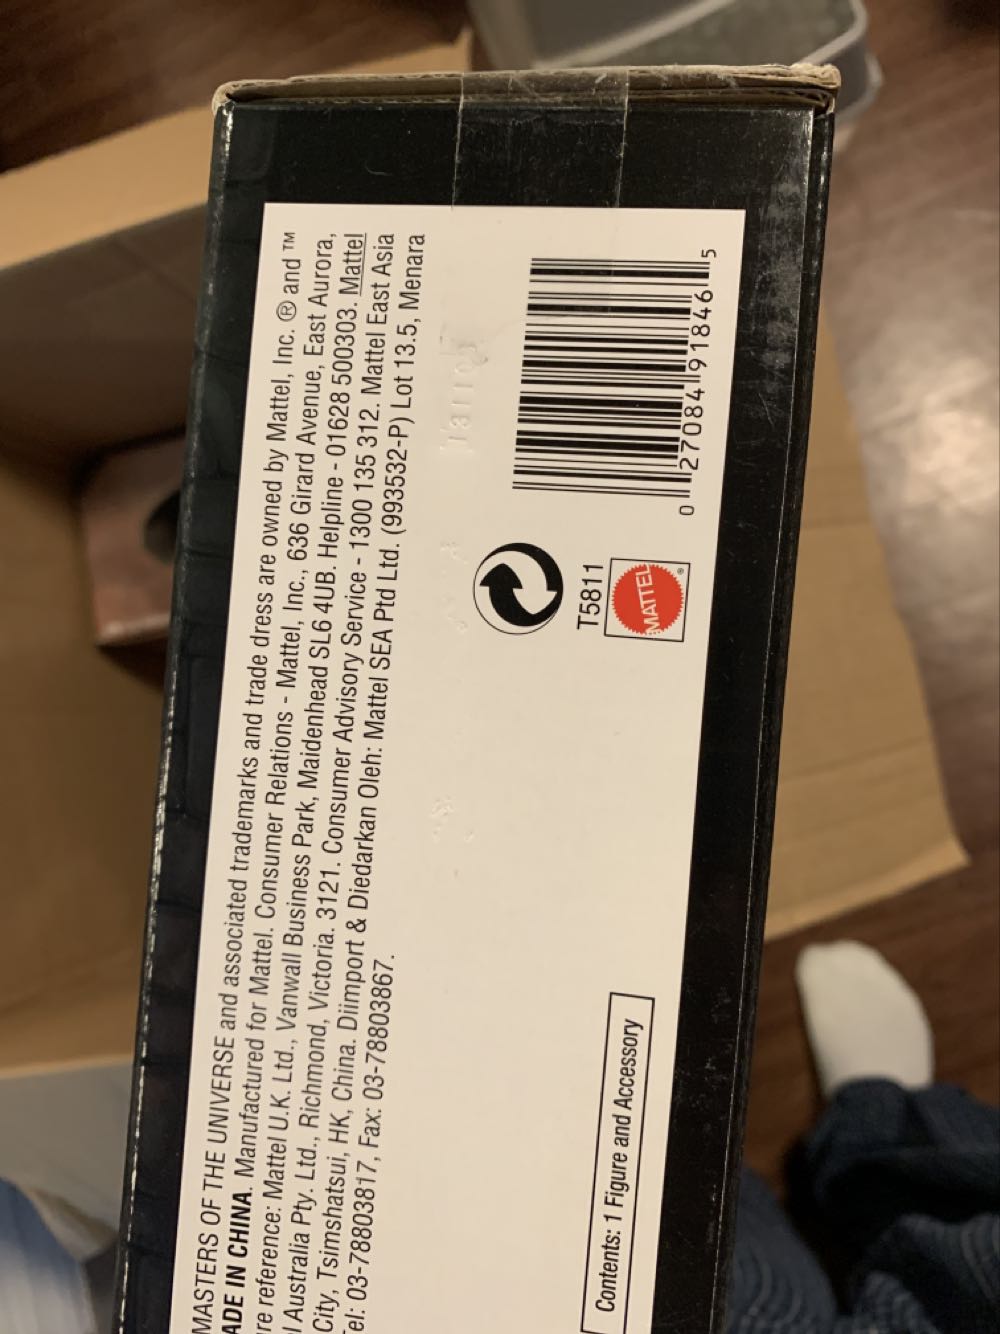 MASTERS OF THE UNIVERSE and associated trademarks and trade dress are owned by Mattel, Inc. ® and ™
ADE IN CHINA. Manufactured for Mattel. Consumer Relations - Mattel, Inc., 636 Girard Avenue, East Aurora,
re reference: Mattel U.K. Ltd., Vanwall Business Park, Maidenhead SL6 4UB. Helpline - 01628 500303. Mattel
l Australia Pty. Ltd., Richmond, Victoria. 3121. Consumer Advisory Service - 1300 135 312. Mattel East Asia
City, Tsimshatsui, HK, China. Diimport & Diedarkan Oleh: Mattel SEA Ptd Ltd. (993532-P) Lot 13.5, Menara
el: 03-78803817, Fax: 03-78803867.
T5811
MATTEL ®
0 27084 91846 5
Contents: 1 Figure and Accessory